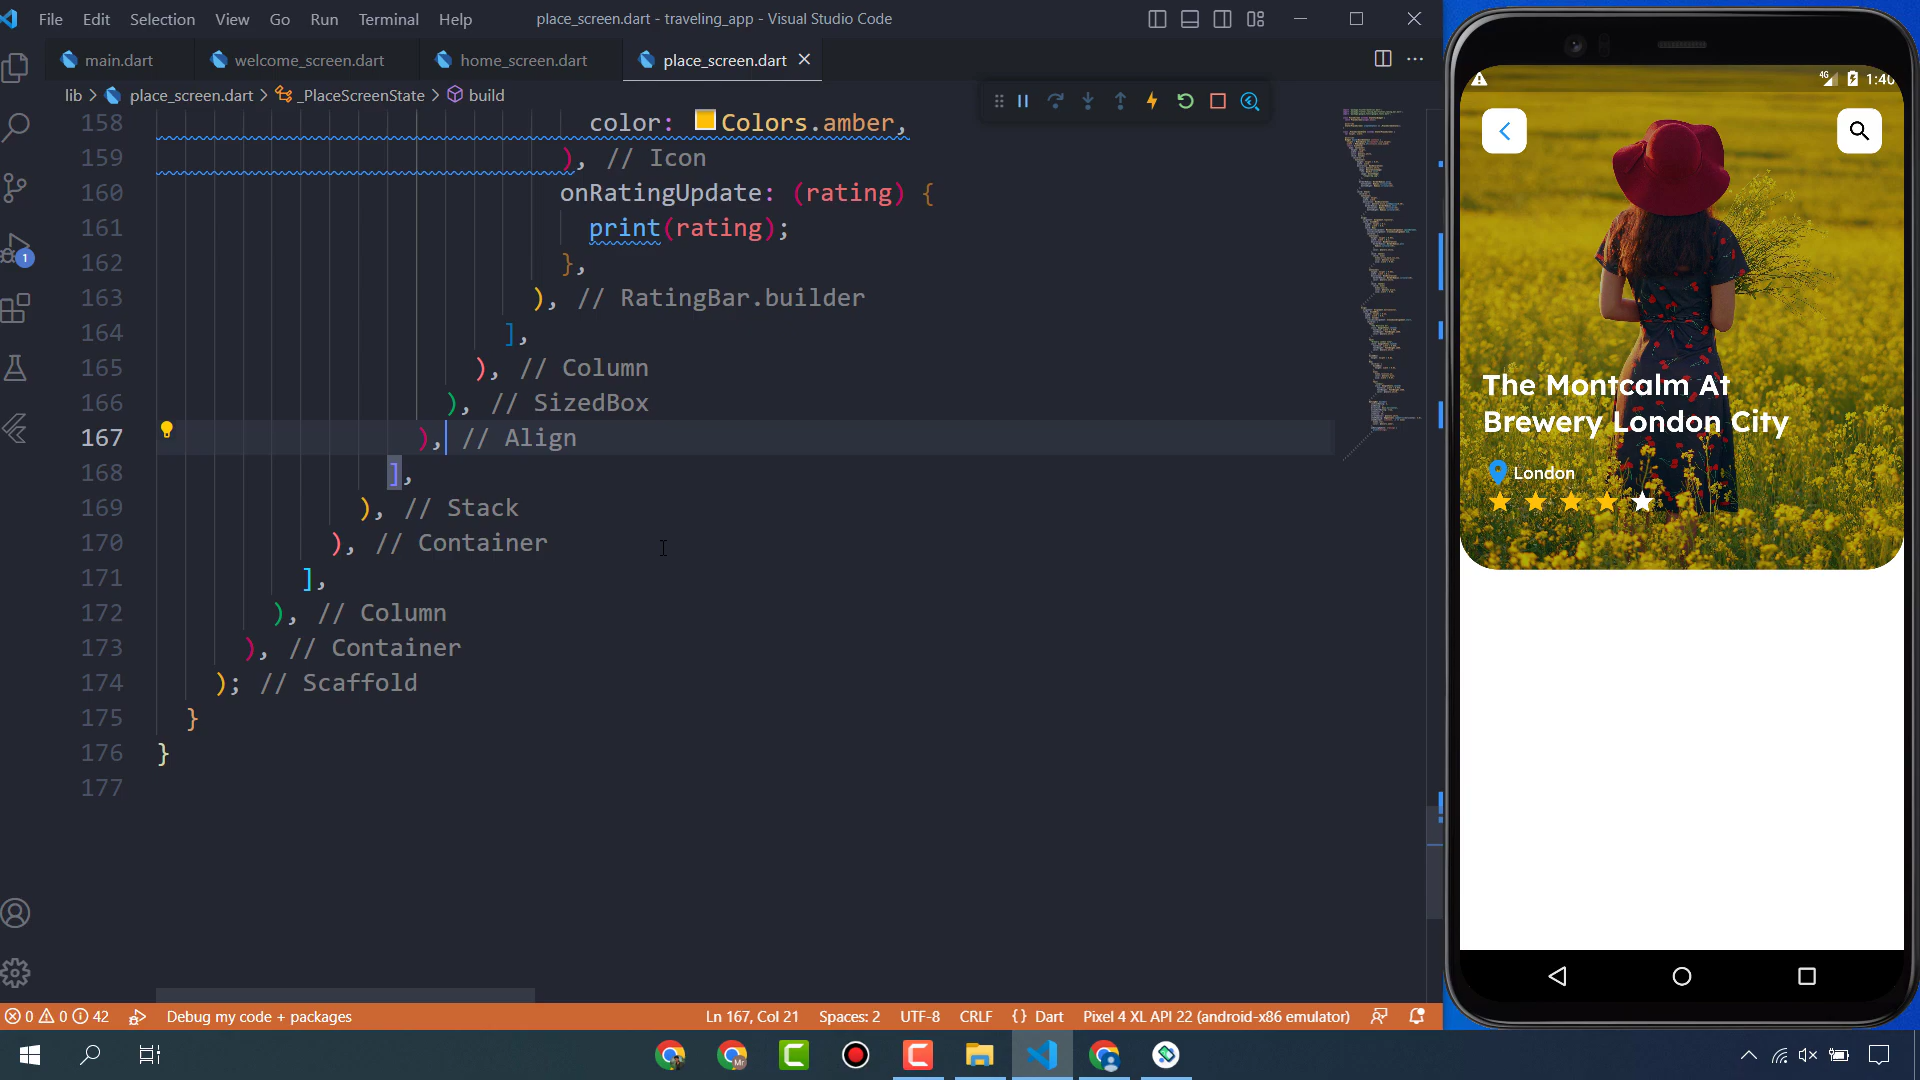 File Edit Selection View Go Run Terminal Help place_screen.dart - traveling_app - Visual Studio Code
main.dart welcome_screen.dart home_screen.dart place_screen.dart
lib > place_screen.dart > _PlaceScreenState > build
158 color: Colors.amber,
159 ), // Icon
160 onRatingUpdate: (rating) {
161 print(rating);
162 },
163 ), // RatingBar.builder
164 ],
165 ), // Column
166 ), // SizedBox
167 ), // Align
168 ],
169 ), // Stack
170 ), // Container
171 ],
172 ), // Column
173 ), // Container
174 ); // Scaffold
175 }
176 }
177
1
0 0 42 Debug my code + packages Ln 167, Col 21 Spaces: 2 UTF-8 CRLF {} Dart Pixel 4 XL API 22 (android-x86 emulator)
4G 1:40
The Montcalm At
Brewery London City
London